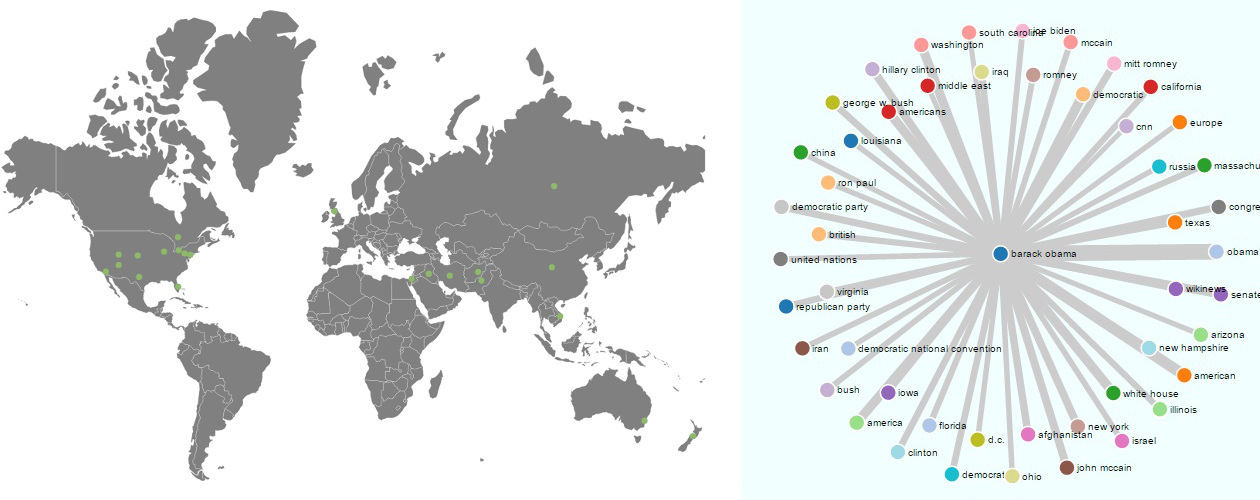 south carolina
joe biden
mccain
washington
mitt romney
hillary clinton
iraq
romney
middle east
california
democratic
george w. bush
americans
europe
cnn
louisiana
china
russia
massachu
ron paul
democratic party
congre
texas
british
barack obama
obama
united nations
wikinews
senate
virginia
republican party
arizona
iran
democratic national convention
new hampshire
american
bush
iowa
white house
illinois
america
florida
new york
afghanistan
d.c.
israel
clinton
john mccain
democrat
ohio